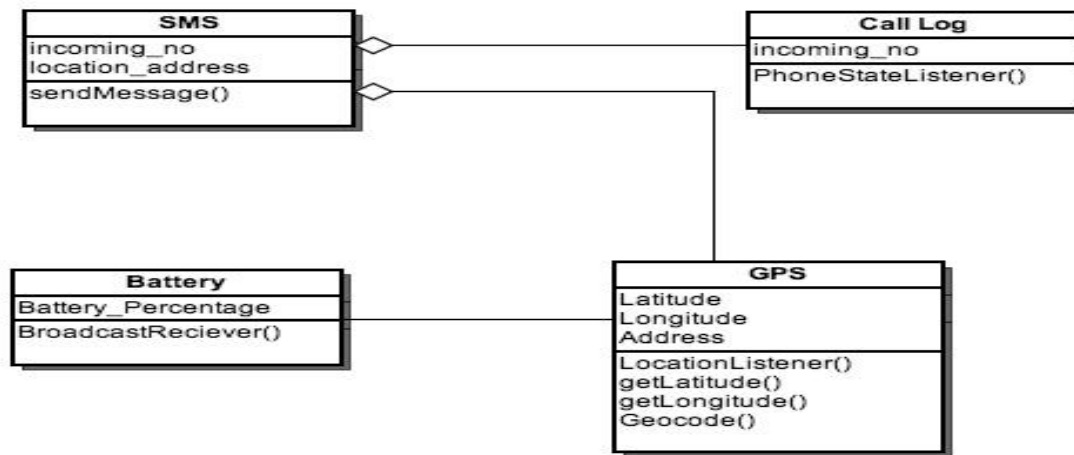 SMS
incoming_no
location_address
sendMessage()
Call Log
incoming_no
PhoneStateListener()
Battery
Battery_Percentage
BroadcastReciever()
GPS
Latitude
Longitude
Address
LocationListener()
getLatitude()
getLongitude()
Geocode()